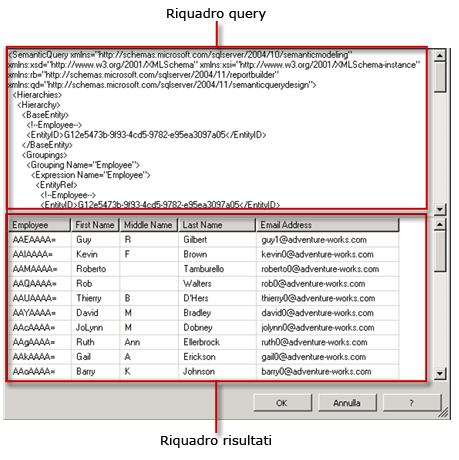 Riquadro query
<SemanticQuery xmlns="http://schemas.microsoft.com/sqlserver/2004/10/semanticmodeling"
xmlns:xsd="http://www.w3.org/2001/XMLSchema" xmlns:xsi="http://www.w3.org/2001/XMLSchema-instance"
xmlns:rb="http://schemas.microsoft.com/sqlserver/2004/11/reportbuilder"
xmlns:qd="http://schemas.microsoft.com/sqlserver/2004/11/semanticquerydesign">
<Hierarchies>
<Hierarchy>
<BaseEntity>
<!--Employee-->
<EntityID>G12e5473b-9f93-4cd5-9782-e95ea3097a05</EntityID>
</BaseEntity>
<Groupings>
<Grouping Name="Employee">
<Expression Name="Employee">
<EntityRef>
<!--Employee-->
<EntityID>G12e5473b-9f93-4cd5-9782-e95ea3097a05</EntityID>
Employee First Name Middle Name Last Name Email Address
AAEAAAA= Guy R Gilbert guy1@adventure-works.com
AAIAAAA= Kevin F Brown kevin0@adventure-works.com
AAMAAAA= Roberto Tamburello roberto0@adventure-works.com
AAQAAAA= Rob Walters rob0@adventure-works.com
AAUAAAA= Thierry B D'Hers thierry0@adventure-works.com
AAYAAAA= David M Bradley david0@adventure-works.com
AAcAAAA= JoLynn M Dobney jolynn0@adventure-works.com
AAgAAAA= Ruth Ann Ellerbrock ruth0@adventure-works.com
AAkAAAA= Gail A Erickson gail0@adventure-works.com
AAoAAAA= Barry K Johnson barry0@adventure-works.com
OK Annulla ?
Riquadro risultati